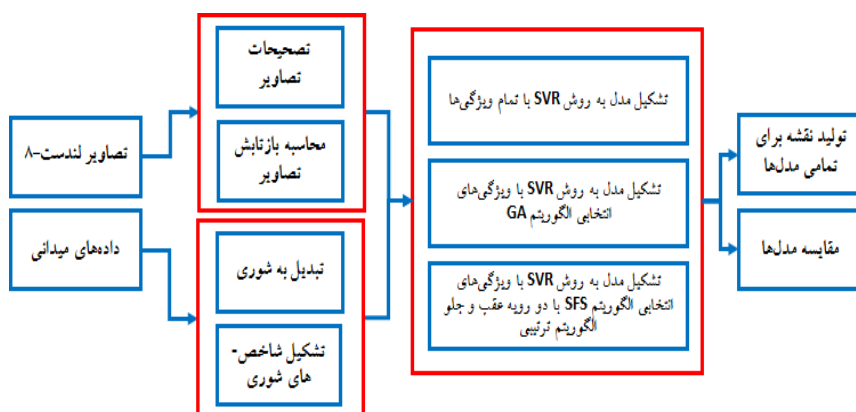 تصاویر لندست-۸
داده‌های میدانی
تصحیحات
تصاویر
محاسبه بازتابش
تصاویر
تبدیل به شوری
تشکیل شاخص-
های شوری
تشکیل مدل به روش SVR با تمام ویژگی‌ها
تشکیل مدل به روش SVR با ویژگی‌های
انتخابی الگوریتم GA
تشکیل مدل به روش SVR با ویژگی‌های
انتخابی الگوریتم SFS با دو رویه عقب و جلو
الگوریتم ترتیبی
تولید نقشه برای
تمامی مدل‌ها
مقایسه مدل‌ها